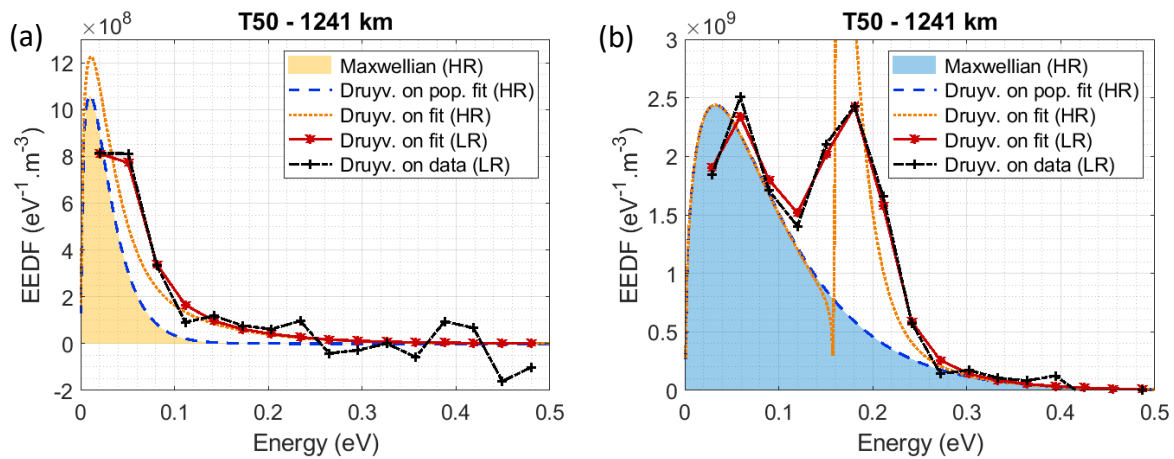 (a)
×10^8
T50 - 1241 km
EEDF (eV^-1.m^-3)
12
10
8
6
4
2
0
-2
Maxwellian (HR)
Druyv. on pop. fit (HR)
Druyv. on fit (HR)
Druyv. on fit (LR)
Druyv. on data (LR)
0 0.1 0.2 0.3 0.4 0.5
Energy (eV)
(b)
×10^9
T50 - 1241 km
EEDF (eV^-1.m^-3)
3
2.5
2
1.5
1
0.5
0
Maxwellian (HR)
Druyv. on pop. fit (HR)
Druyv. on fit (HR)
Druyv. on fit (LR)
Druyv. on data (LR)
0 0.1 0.2 0.3 0.4 0.5
Energy (eV)